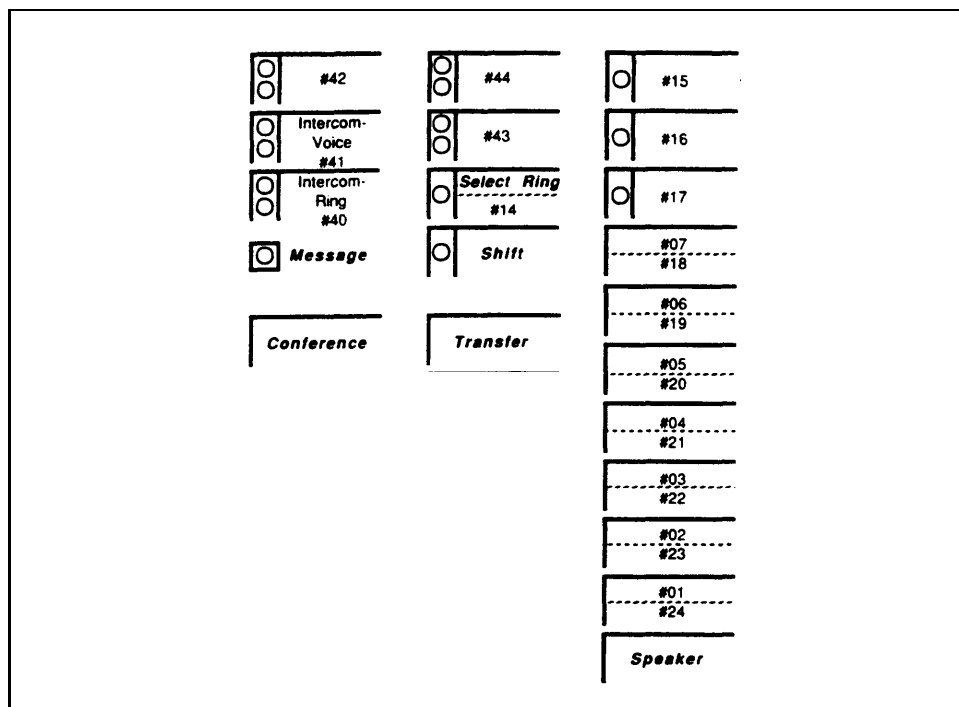 #42
Intercom-
Voice
#41
Intercom-
Ring
#40
Message
Conference
#44
#43
Select Ring
#14
Shift
Transfer
#15
#16
#17
#07
#18
#06
#19
#05
#20
#04
#21
#03
#22
#02
#23
#01
#24
Speaker